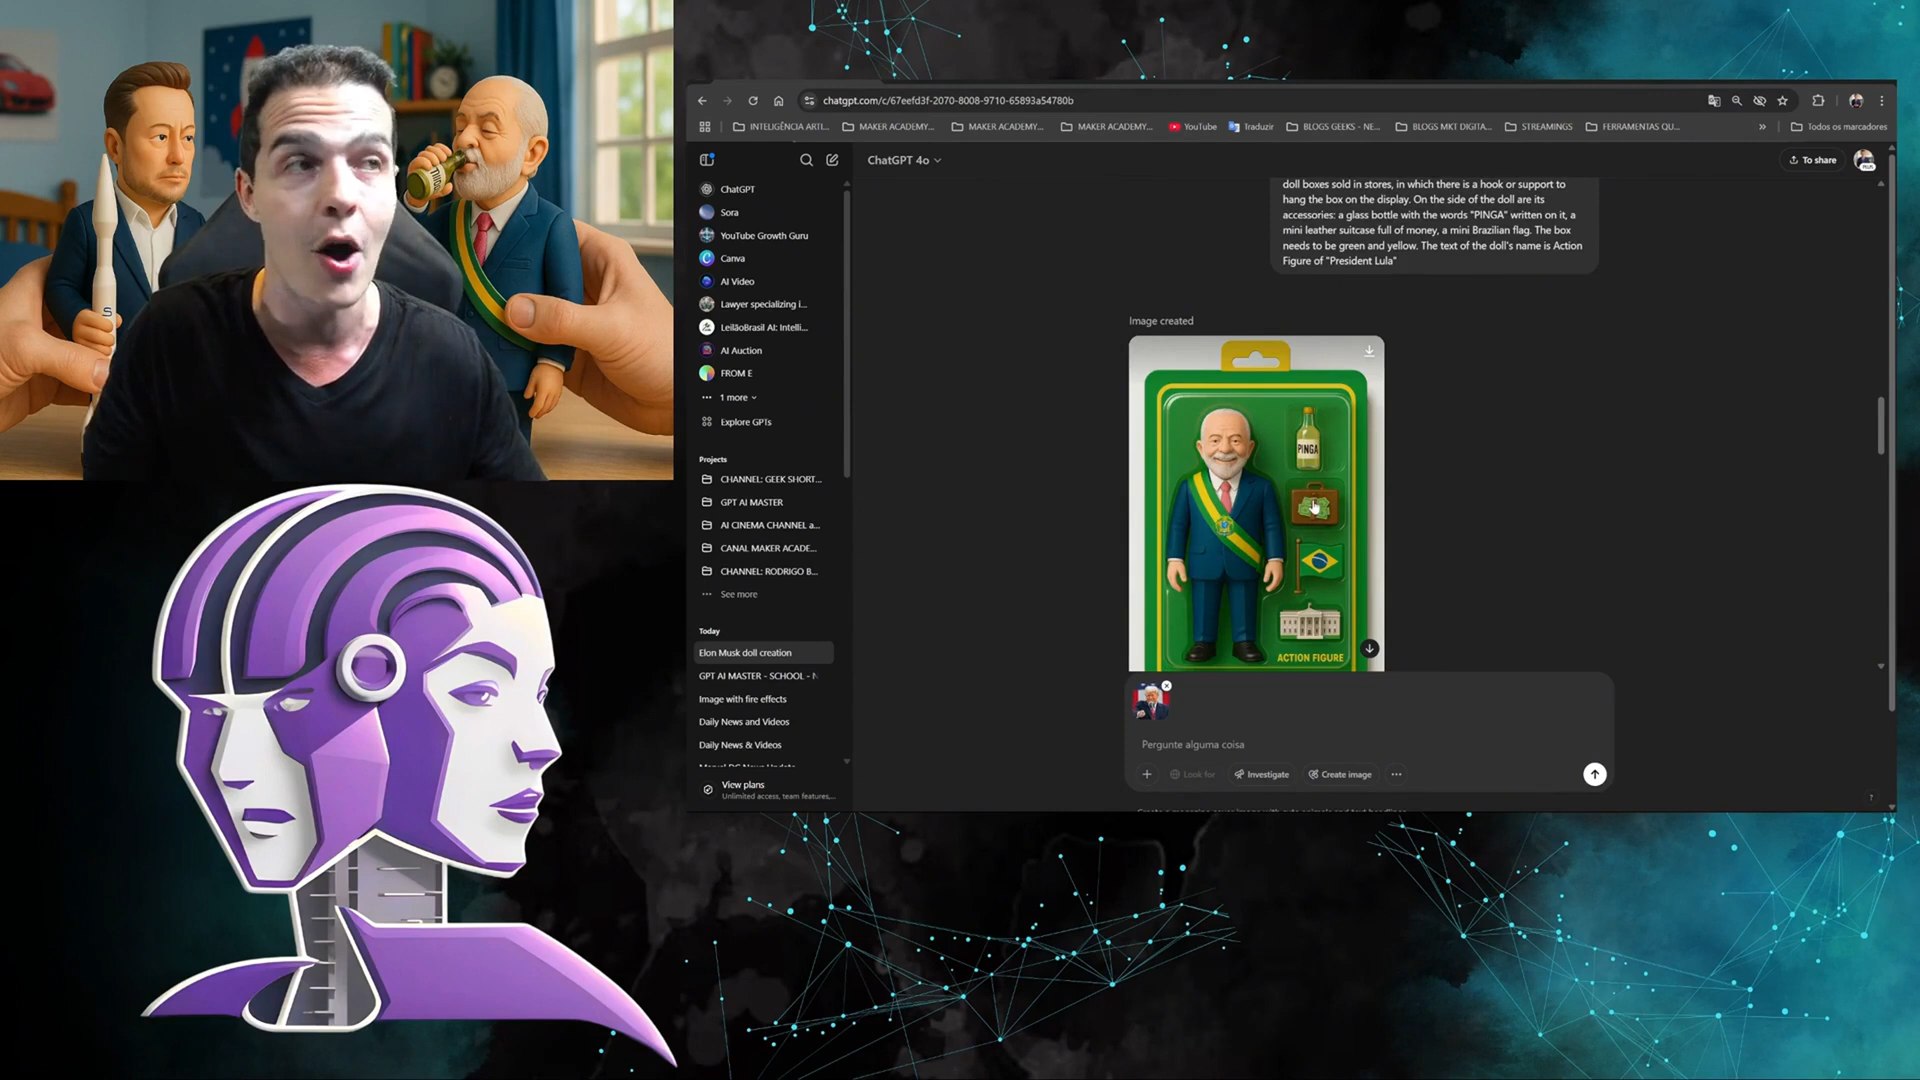 chatgpt.com/c/67eefd3f-2070-8008-9710-65893a54780b
INTELIGÊNCIA ARTI...
MAKER ACADEMY...
MAKER ACADEMY...
MAKER ACADEMY...
YouTube
Traduzir
BLOGS GEEKS - NE...
BLOGS MKT DIGITA...
STREAMINGS
FERRAMENTAS QU...
Todos os marcadores
ChatGPT 4o
To share
PLUS
ChatGPT
Sora
YouTube Growth Guru
Canva
AI Video
Lawyer specializing i...
LeilãoBrasil AI: Intelli...
AI Auction
FROM E
1 more
Explore GPTs
Projects
CHANNEL: GEEK SHORT...
GPT AI MASTER
AI CINEMA CHANNEL a...
CANAL MAKER ACADE...
CHANNEL: RODRIGO B...
See more
Today
Elon Musk doll creation
GPT AI MASTER - SCHOOL - N
Image with fire effects
Daily News and Videos
Daily News & Videos
View plans
Unlimited access, team features,...
doll boxes sold in stores, in which there is a hook or support to
hang the box on the display. On the side of the doll are its
accessories: a glass bottle with the words "PINGA" written on it, a
mini leather suitcase full of money, a mini Brazilian flag. The box
needs to be green and yellow. The text of the doll's name is Action
Figure of "President Lula"
Image created
PINGA
ACTION FIGURE
Pergunte alguma coisa
Look for
Investigate
Create image
S